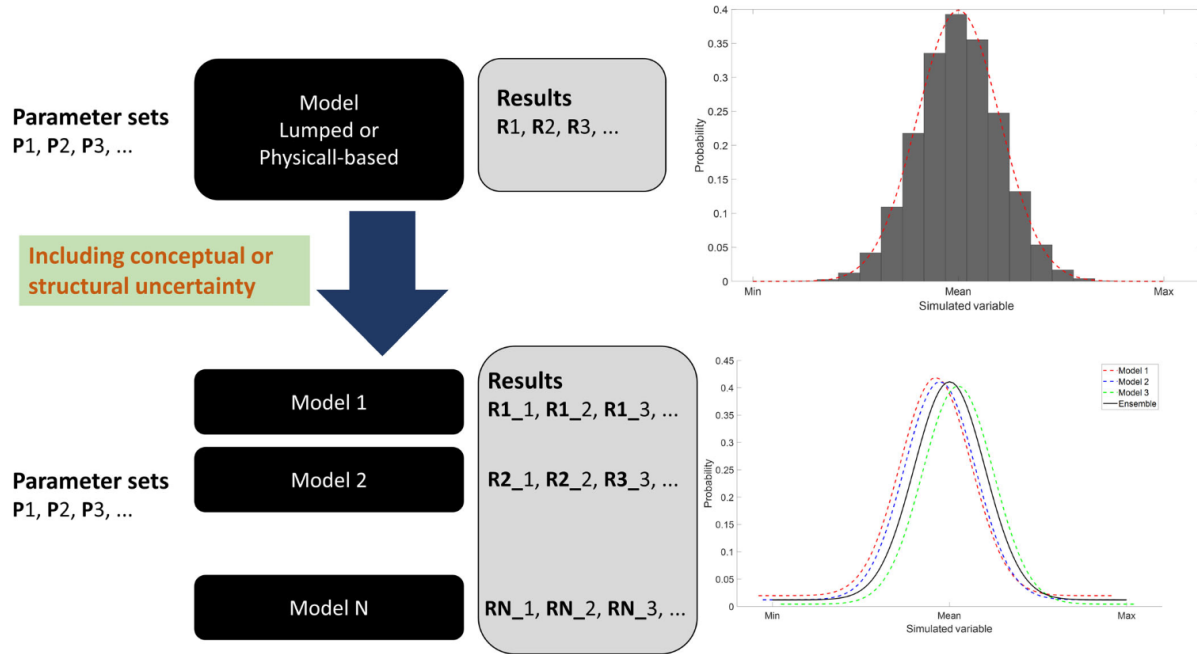 Parameter sets
P1, P2, P3, ...
Model
Lumped or
Physicall-based
Results
R1, R2, R3, ...
0.4
0.35
0.3
0.25
0.2
0.15
0.1
0.05
0
Probability
Min
Mean
Max
Simulated variable
Including conceptual or
structural uncertainty
Parameter sets
P1, P2, P3, ...
Model 1
Model 2
Model N
Results
R1_1, R1_2, R1_3, ...
R2_1, R2_2, R3_3, ...
RN_1, RN_2, RN_3, ...
0.45
0.4
0.35
0.3
0.25
0.2
0.15
0.1
0.05
0
Probability
Model 1
Model 2
Model 3
Ensemble
Min
Mean
Max
Simulated variable